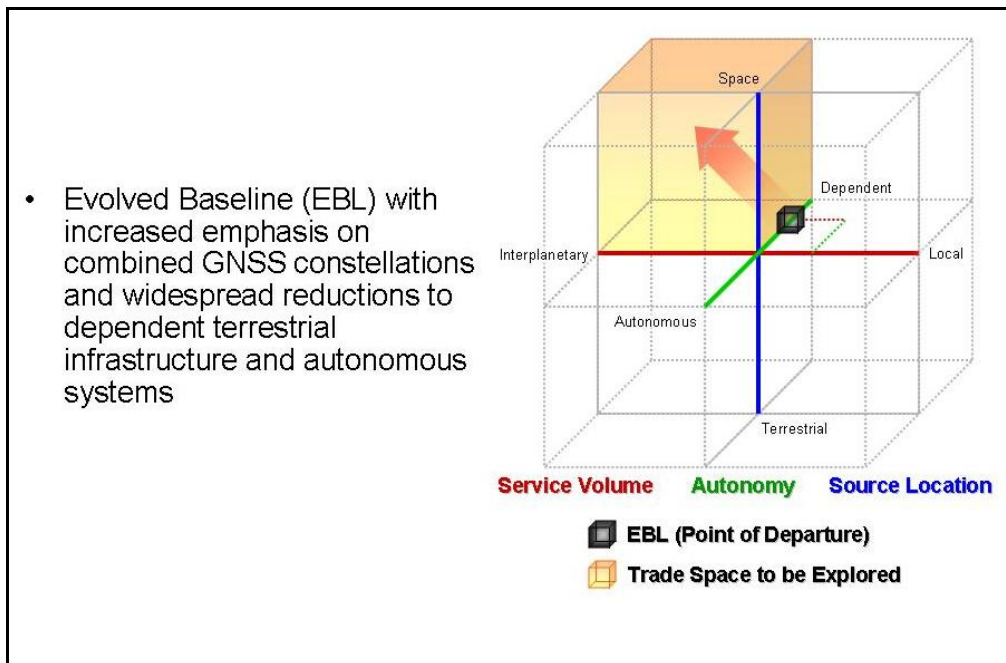 • Evolved Baseline (EBL) with
increased emphasis on
combined GNSS constellations
and widespread reductions to
dependent terrestrial
infrastructure and autonomous
systems
Space
Dependent
Interplanetary
Local
Autonomous
Terrestrial
Service Volume Autonomy Source Location
EBL (Point of Departure)
Trade Space to be Explored